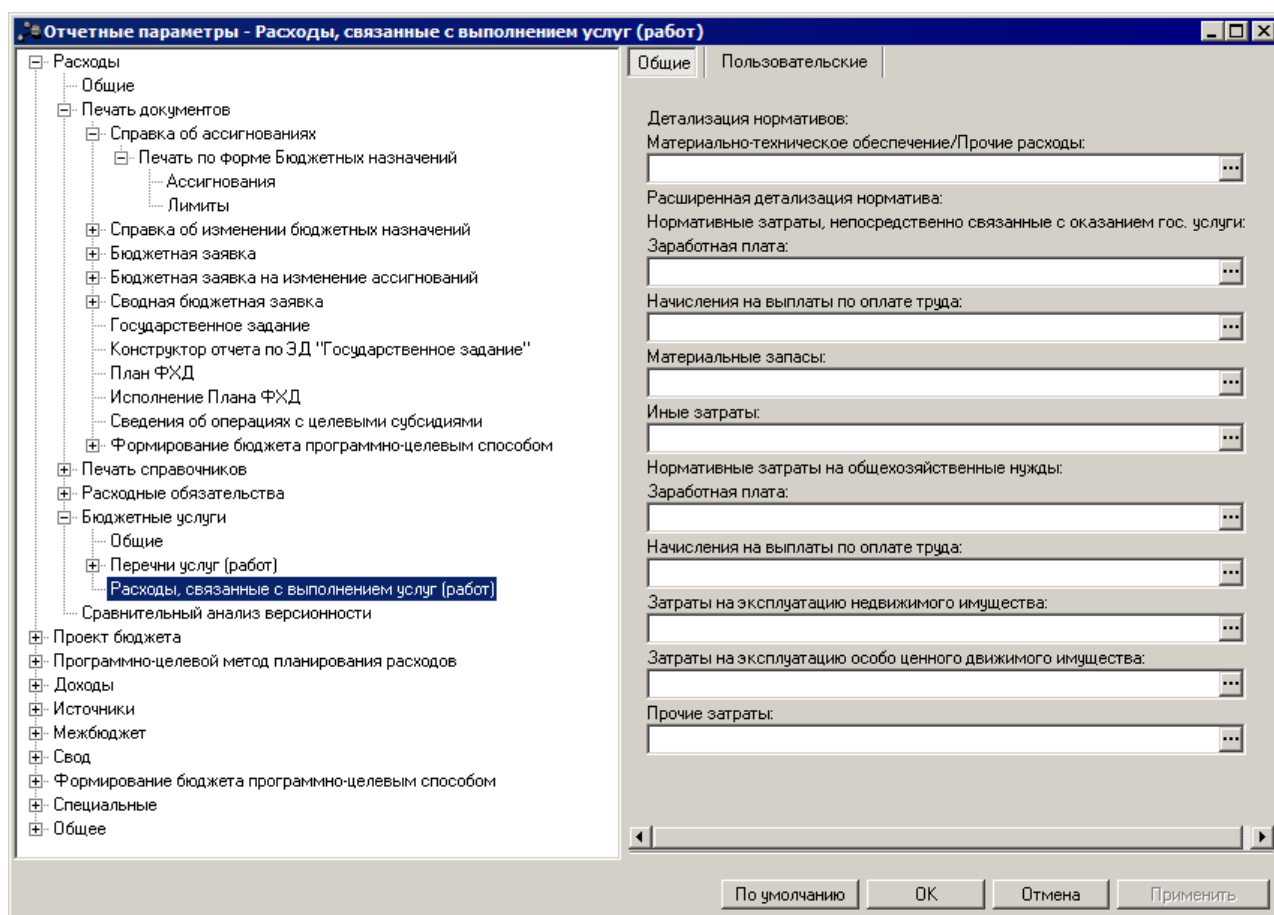 Отчетные параметры - Расходы, связанные с выполнением услуг (работ)
Расходы
Общие
Печать документов
Справка об ассигнованиях
Печать по форме Бюджетных назначений
Ассигнования
Лимиты
Справка об изменении бюджетных назначений
Бюджетная заявка
Бюджетная заявка на изменение ассигнований
Сводная бюджетная заявка
Государственное задание
Конструктор отчета по ЭД "Государственное задание"
План ФХД
Исполнение Плана ФХД
Сведения об операциях с целевыми субсидиями
Формирование бюджета программно-целевым способом
Печать справочников
Расходные обязательства
Бюджетные услуги
Общие
Перечни услуг (работ)
Расходы, связанные с выполнением услуг (работ)
Сравнительный анализ версионности
Проект бюджета
Программно-целевой метод планирования расходов
Доходы
Источники
Межбюджет
Свод
Формирование бюджета программно-целевым способом
Специальные
Общее
Общие
Пользовательские
Детализация нормативов:
Материально-техническое обеспечение/Прочие расходы:
...
Расширенная детализация норматива:
Нормативные затраты, непосредственно связанные с оказанием гос. услуги:
Заработная плата:
...
Начисления на выплаты по оплате труда:
...
Материальные запасы:
...
Иные затраты:
...
Нормативные затраты на общехозяйственные нужды:
Заработная плата:
...
Начисления на выплаты по оплате труда:
...
Затраты на эксплуатацию недвижимого имущества:
...
Затраты на эксплуатацию особо ценного движимого имущества:
...
Прочие затраты:
...
По умолчанию
OK
Отмена
Применить